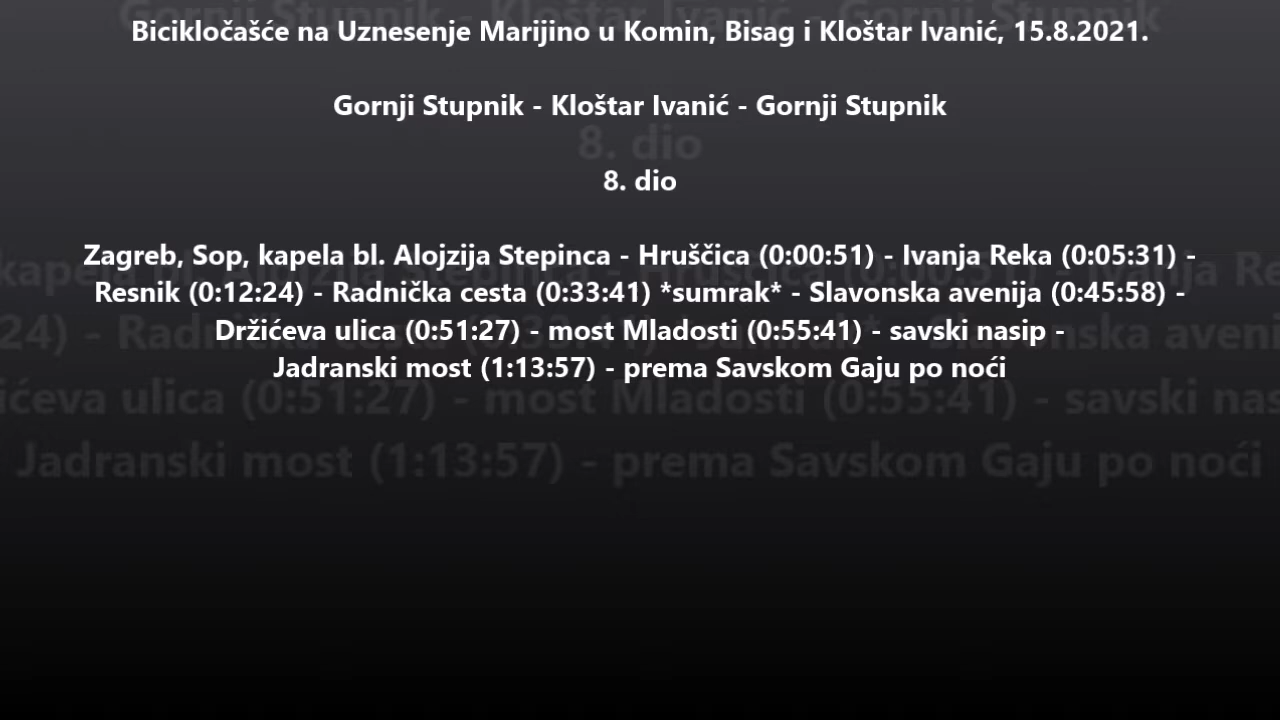 Bicikločašće na Uznesenje Marijino u Komin, Bisag i Kloštar Ivanić, 15.8.2021.
Gornji Stupnik - Kloštar Ivanić - Gornji Stupnik
8. dio
Zagreb, Sop, kapela bl. Alojzija Stepinca - Hruščica (0:00:51) - Ivanja Reka (0:05:31) -
Resnik (0:12:24) - Radnička cesta (0:33:41) *sumrak* - Slavonska avenija (0:45:58) -
Držićeva ulica (0:51:27) - most Mladosti (0:55:41) - savski nasip -
Jadranski most (1:13:57) - prema Savskom Gaju po noći